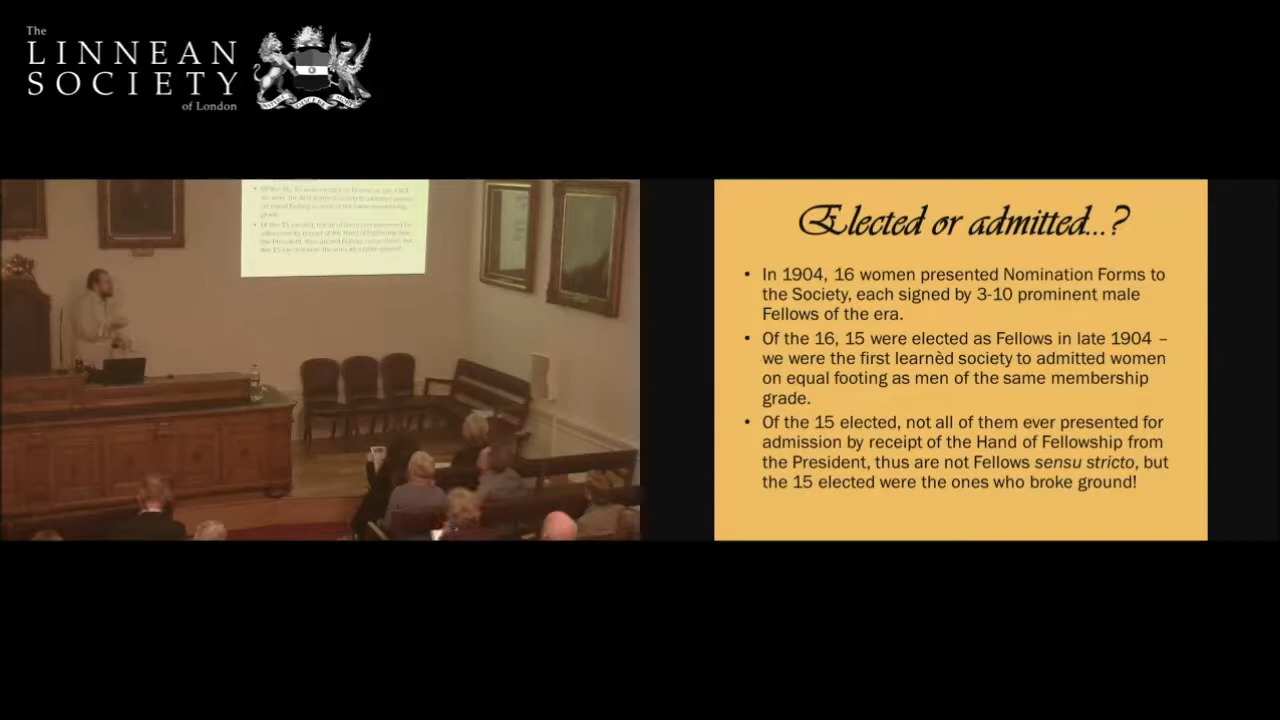 The
LINNEAN
SOCIETY
of London
Elected or admitted...?
• In 1904, 16 women presented Nomination Forms to
the Society, each signed by 3-10 prominent male
Fellows of the era.
• Of the 16, 15 were elected as Fellows in late 1904 –
we were the first learnèd society to admitted women
on equal footing as men of the same membership
grade.
• Of the 15 elected, not all of them ever presented for
admission by receipt of the Hand of Fellowship from
the President, thus are not Fellows sensu stricto, but
the 15 elected were the ones who broke ground!